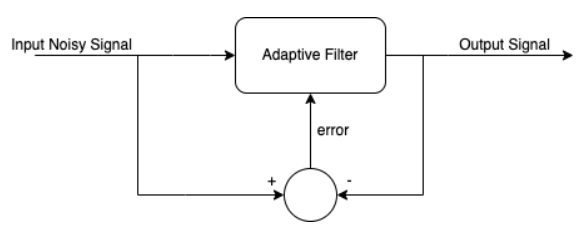 Input Noisy Signal
Adaptive Filter
Output Signal
error
+
-